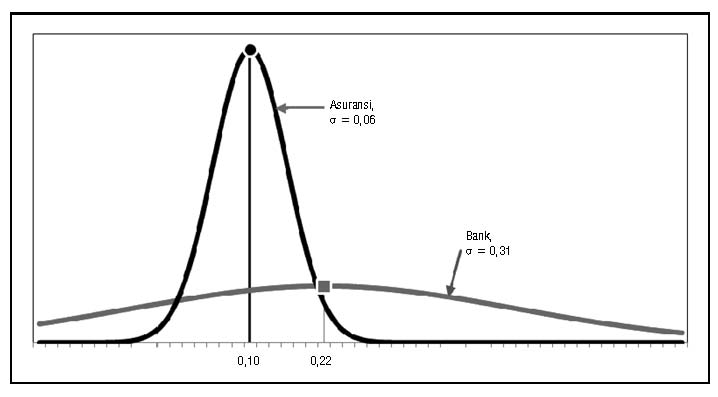 Asuransi,
σ = 0,06
Bank,
σ = 0,31
0,10
0,22